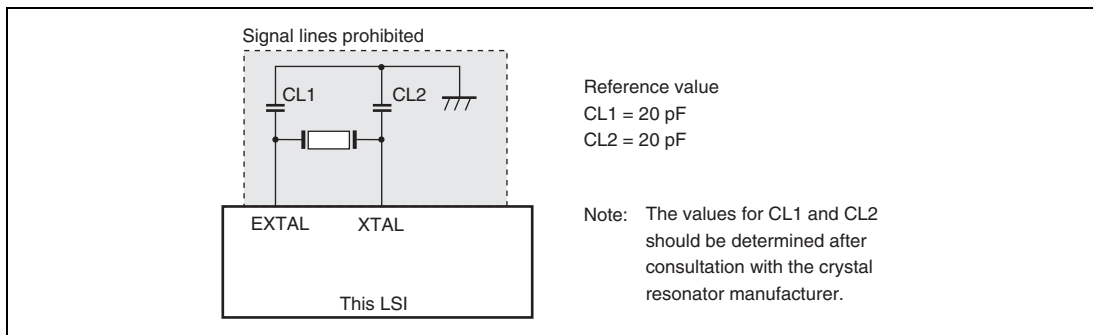 Signal lines prohibited
CL1
CL2
EXTAL
XTAL
This LSI
Reference value
CL1 = 20 pF
CL2 = 20 pF
Note: The values for CL1 and CL2
should be determined after
consultation with the crystal
resonator manufacturer.